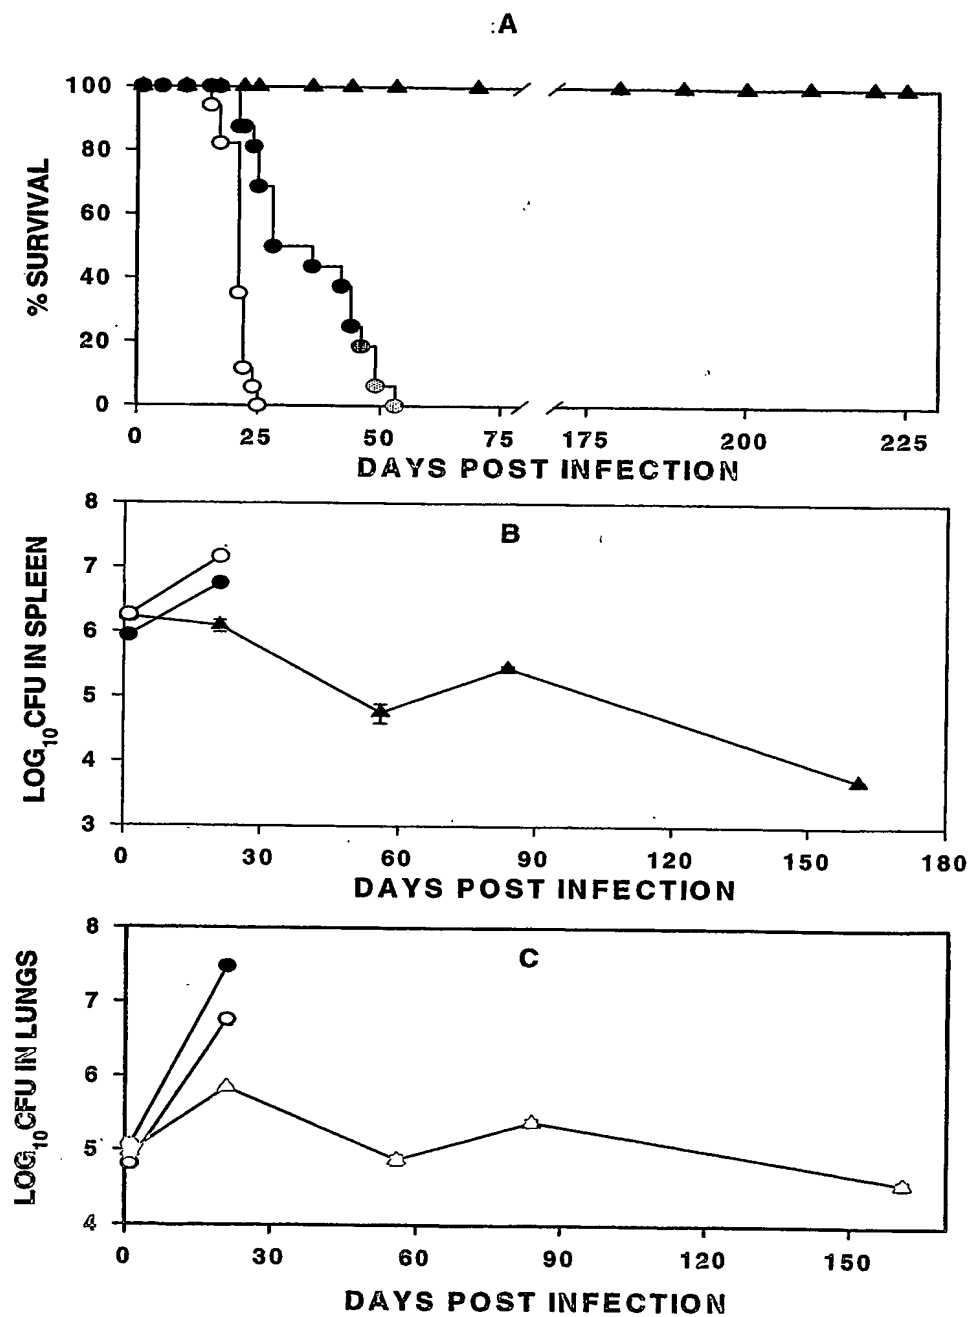 A
100
80
60
40
20
0
% SURVIVAL
0 25 50 75 175 200 225
DAYS POST INFECTION
B
8
7
6
5
4
3
LOG10CFU IN SPLEEN
0 30 60 90 120 150 180
DAYS POST INFECTION
C
8
7
6
5
4
LOG10CFU IN LUNGS
0 30 60 90 120 150
DAYS POST INFECTION